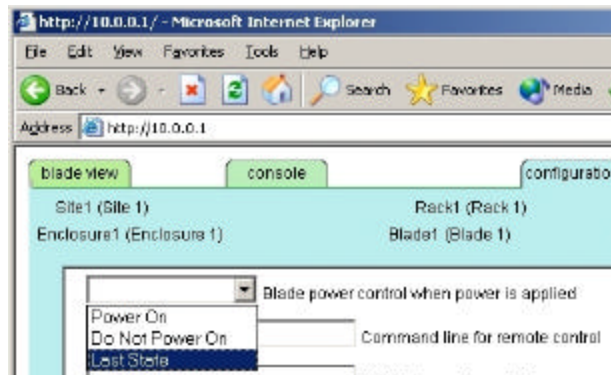 http://10.0.0.1/ - Microsoft Internet Explorer
File Edit View Favorites Tools Help
Back Search Favorites Media
Address http://10.0.0.1
blade view console configuratio
Site1 (Site 1) Rack1 (Rack 1)
Enclosure1 (Enclosure 1) Blade1 (Blade 1)
Blade power control when power is applied
Power On
Do Not Power On Command line for remote control
Last State